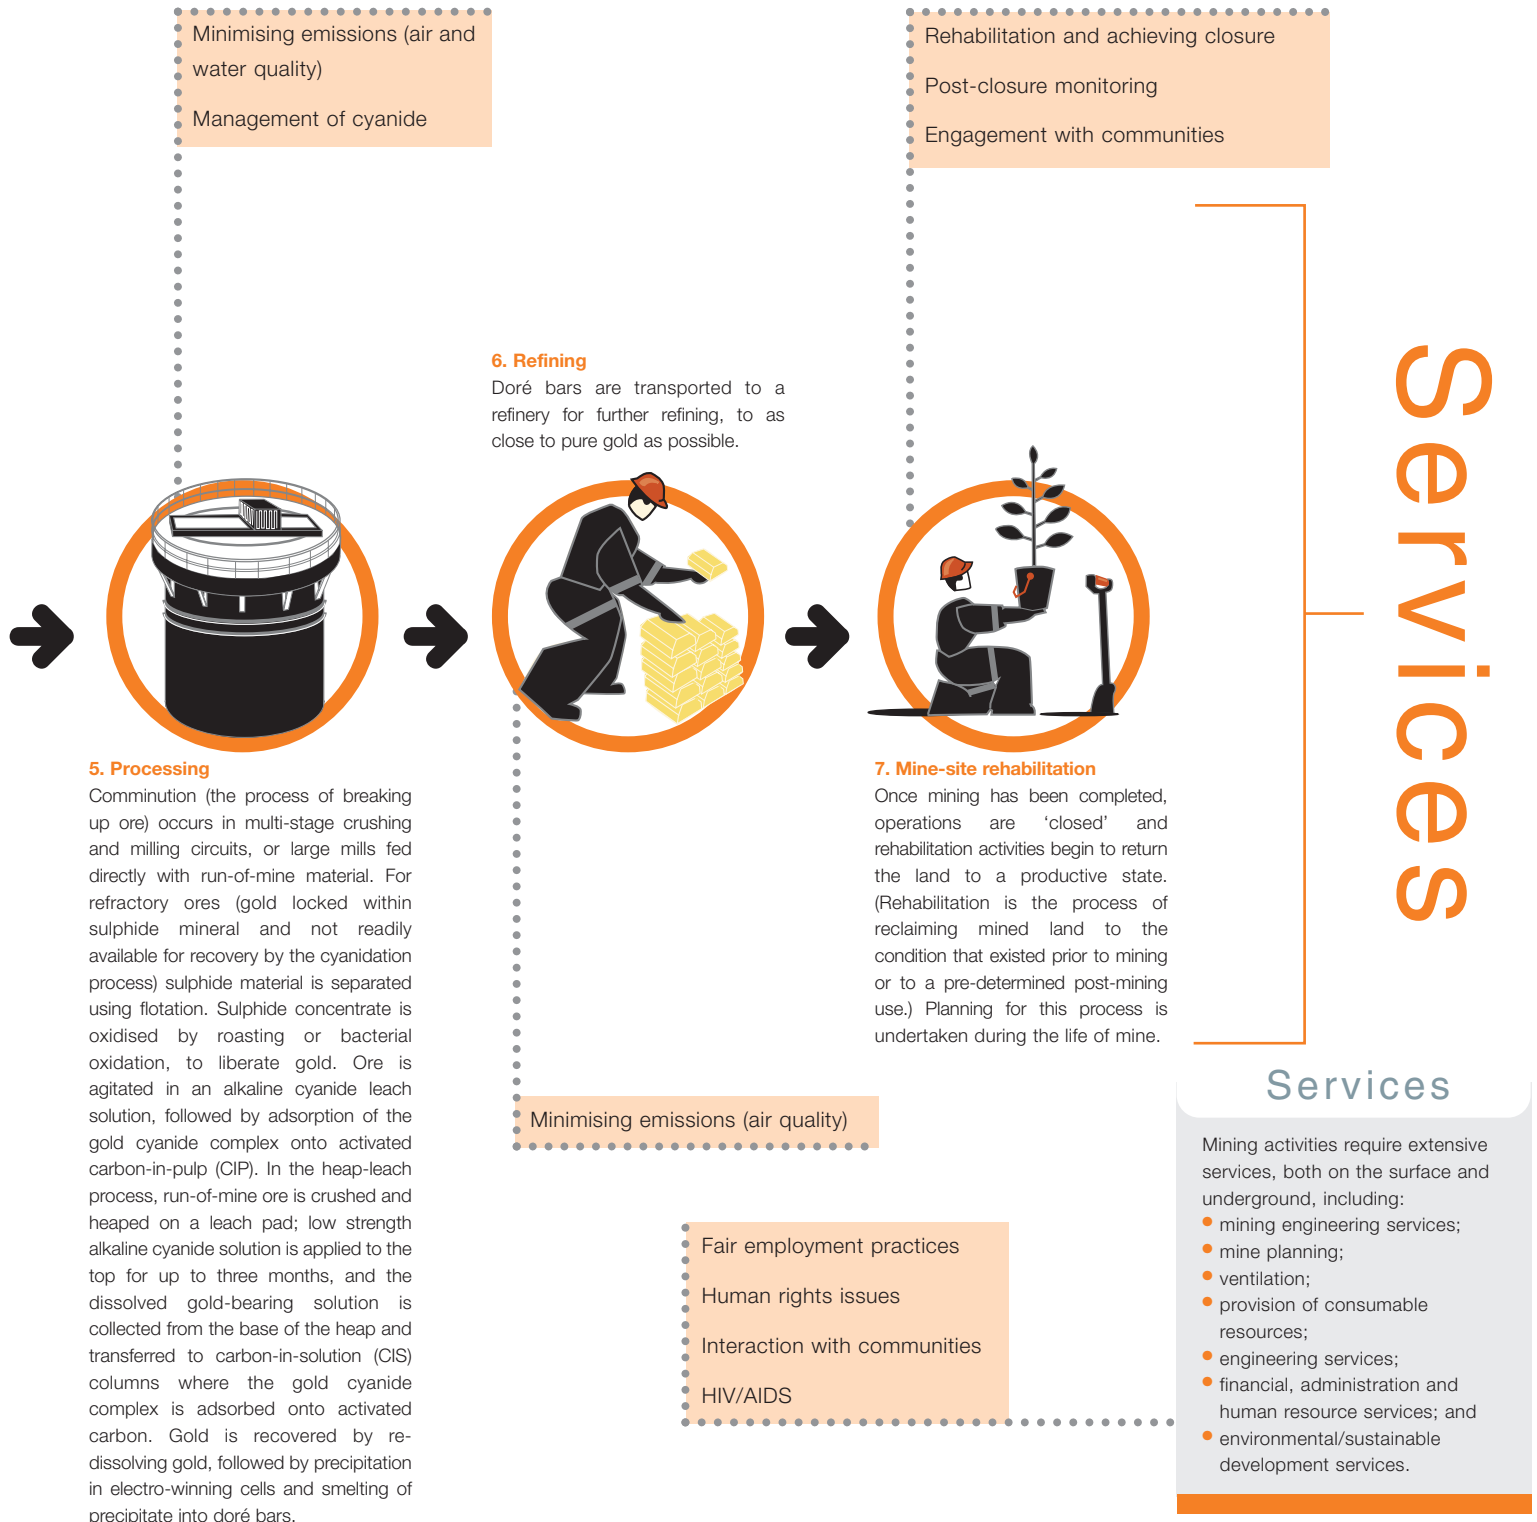 Minimising emissions (air and
water quality)
Management of cyanide
Rehabilitation and achieving closure
Post-closure monitoring
Engagement with communities
6. Refining
Doré bars are transported to a
refinery for further refining, to as
close to pure gold as possible.
5. Processing
Comminution (the process of breaking
up ore) occurs in multi-stage crushing
and milling circuits, or large mills fed
directly with run-of-mine material. For
refractory ores (gold locked within
sulphide mineral and not readily
available for recovery by the cyanidation
process) sulphide material is separated
using flotation. Sulphide concentrate is
oxidised by roasting or bacterial
oxidation, to liberate gold. Ore is
agitated in an alkaline cyanide leach
solution, followed by adsorption of the
gold cyanide complex onto activated
carbon-in-pulp (CIP). In the heap-leach
process, run-of-mine ore is crushed and
heaped on a leach pad; low strength
alkaline cyanide solution is applied to the
top for up to three months, and the
dissolved gold-bearing solution is
collected from the base of the heap and
transferred to carbon-in-solution (CIS)
columns where the gold cyanide
complex is adsorbed onto activated
carbon. Gold is recovered by re-
dissolving gold, followed by precipitation
in electro-winning cells and smelting of
precipitate into doré bars.
7. Mine-site rehabilitation
Once mining has been completed,
operations are ‘closed’ and
rehabilitation activities begin to return
the land to a productive state.
(Rehabilitation is the process of
reclaiming mined land to the
condition that existed prior to mining
or to a pre-determined post-mining
use.) Planning for this process is
undertaken during the life of mine.
Minimising emissions (air quality)
Fair employment practices
Human rights issues
Interaction with communities
HIV/AIDS
Services
Services
Mining activities require extensive
services, both on the surface and
underground, including:
• mining engineering services;
• mine planning;
• ventilation;
• provision of consumable
resources;
• engineering services;
• financial, administration and
human resource services; and
• environmental/sustainable
development services.